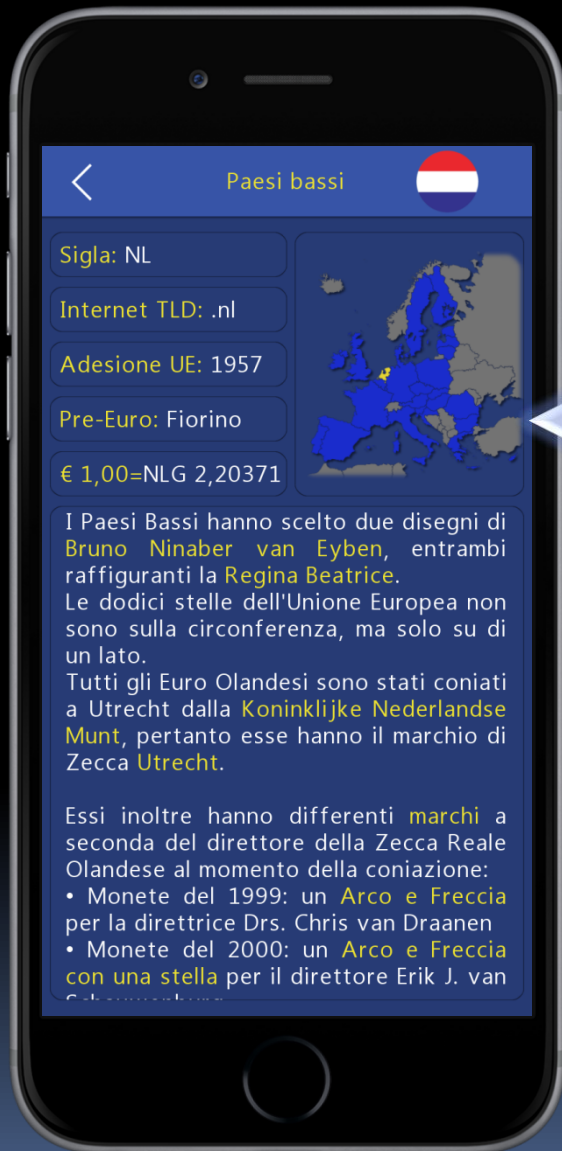 Paesi bassi
Sigla: NL
Internet TLD: .nl
Adesione UE: 1957
Pre-Euro: Fiorino
€ 1,00=NLG 2,20371
I Paesi Bassi hanno scelto due disegni di
Bruno Ninaber van Eyben, entrambi
raffiguranti la Regina Beatrice.
Le dodici stelle dell'Unione Europea non
sono sulla circonferenza, ma solo su di
un lato.
Tutti gli Euro Olandesi sono stati coniati
a Utrecht dalla Koninklijke Nederlandse
Munt, pertanto esse hanno il marchio di
Zecca Utrecht.
Essi inoltre hanno differenti marchi a
seconda del direttore della Zecca Reale
Olandese al momento della coniazione:
• Monete del 1999: un Arco e Freccia
per la direttrice Drs. Chris van Draanen
• Monete del 2000: un Arco e Freccia
con una stella per il direttore Erik J. van